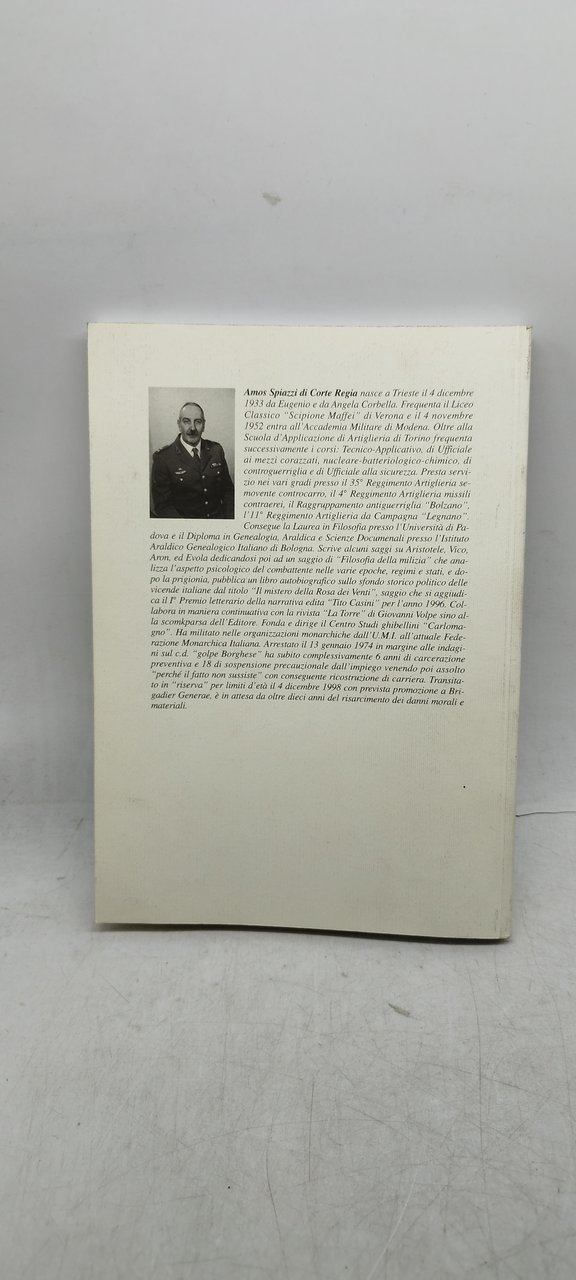 Amos Spiazzi di Corte Regia nasce a Trieste il 4 dicembre
1933 da Eugenio e da Angela Corbella. Frequenta il Liceo
Classico “Scipione Maffei” di Verona e il 4 novembre
1952 entra all’Accademia Militare di Modena. Oltre alla
Scuola d’Applicazione di Artiglieria di Torino frequenta
successivamente i corsi: Tecnico-Applicativo, di Ufficiale
ai mezzi corazzati, nucleare-batteriologico-chimico, di
controguerriglia e di Ufficiale alla sicurezza. Presta servi-
zio nei vari gradi presso il 35° Reggimento Artiglieria se-
movente controcarro, il 4° Reggimento Artiglieria missili
contraerei, il Raggruppamento antiguerriglia “Bolzano”,
l’11° Reggimento Artiglieria da Campagna “Legnano”.
Consegue la Laurea in Filosofia presso l’Università di Pa-
dova e il Diploma in Genealogia, Araldica e Scienze Documenali presso l’Istituto
Araldico Genealogico Italiano di Bologna. Scrive alcuni saggi su Aristotele, Vico,
Aron, ed Evola dedicandosi poi ad un saggio di “Filosofia della milizia” che ana-
lizza l’aspetto psicologico del combattente nelle varie epoche, regimi e stati, e do-
po la prigionia, pubblica un libro autobiografico sullo sfondo storico politico delle
vicende italiane dal titolo “Il mistero della Rosa dei Venti”, saggio che si aggiudi-
ca il Iº Premio letterario della narrativa edita “Tito Casini” per l’anno 1996. Col-
labora in maniera continuativa con la rivista “La Torre” di Giovanni Volpe sino al-
la scomkparsa dell’Editore. Fonda e dirige il Centro Studi ghibellini “Carloma-
gno”. Ha militato nelle organizzazioni monarchiche dall’U.M.I. all’attuale Fede-
razione Monarchica Italiana. Arrestato il 13 gennaio 1974 in margine alle indagi-
ni sul c.d. “golpe Borghese” ha subito complessivamente 6 anni di carcerazione
preventiva e 18 di sospensione precauzionale dall’impiego venendo poi assolto
“perché il fatto non sussiste” con conseguente ricostruzione di carriera. Transita-
to in “riserva” per limiti d’età il 4 dicembre 1998 con prevista promozione a Bri-
gadier Generae, è in attesa da oltre dieci anni del risarcimento dei danni morali e
materiali.